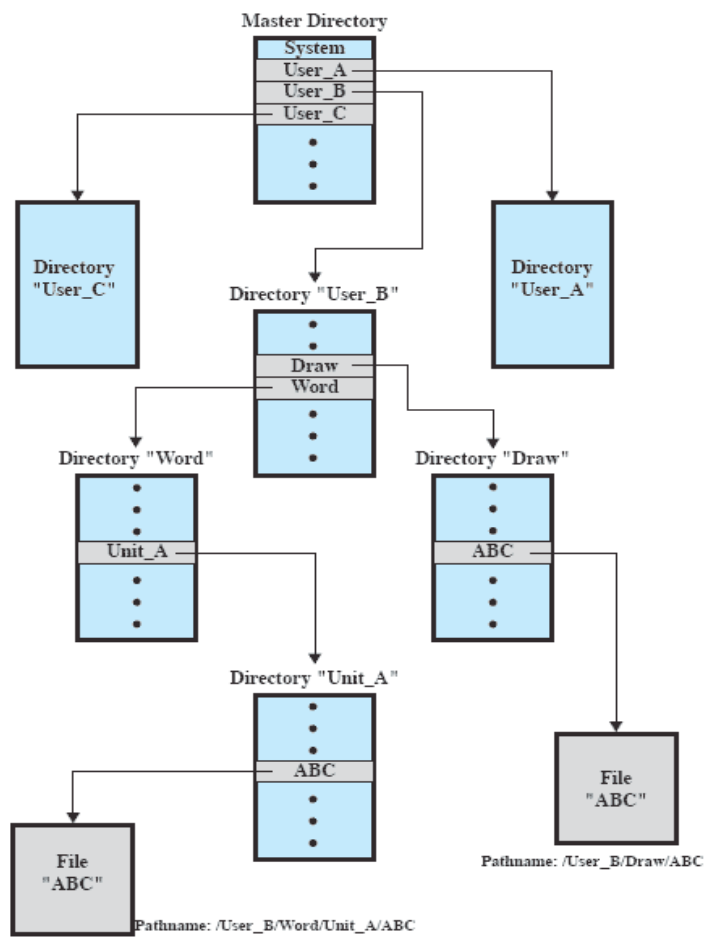 Master Directory
System
User_A
User_B
User_C
Directory
"User_C"
Directory
"User_A"
Directory "User_B"
Draw
Word
Directory "Word"
Directory "Draw"
Unit_A
ABC
Directory "Unit_A"
ABC
File
"ABC"
Pathname: /User_B/Draw/ABC
File
"ABC"
Pathname: /User_B/Word/Unit_A/ABC